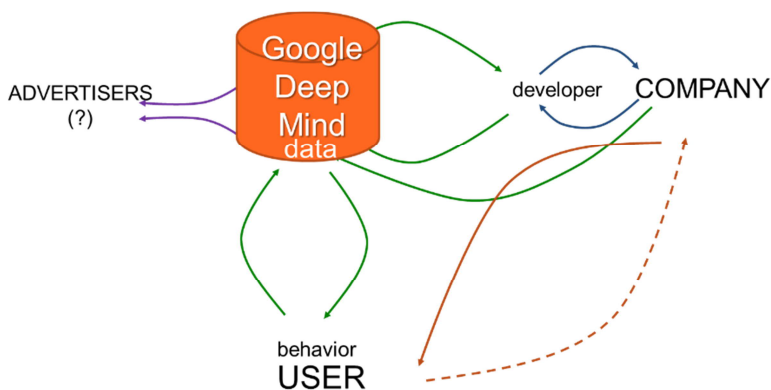 Google
Deep
Mind
data
ADVERTISERS
(?)
developer
COMPANY
behavior
USER